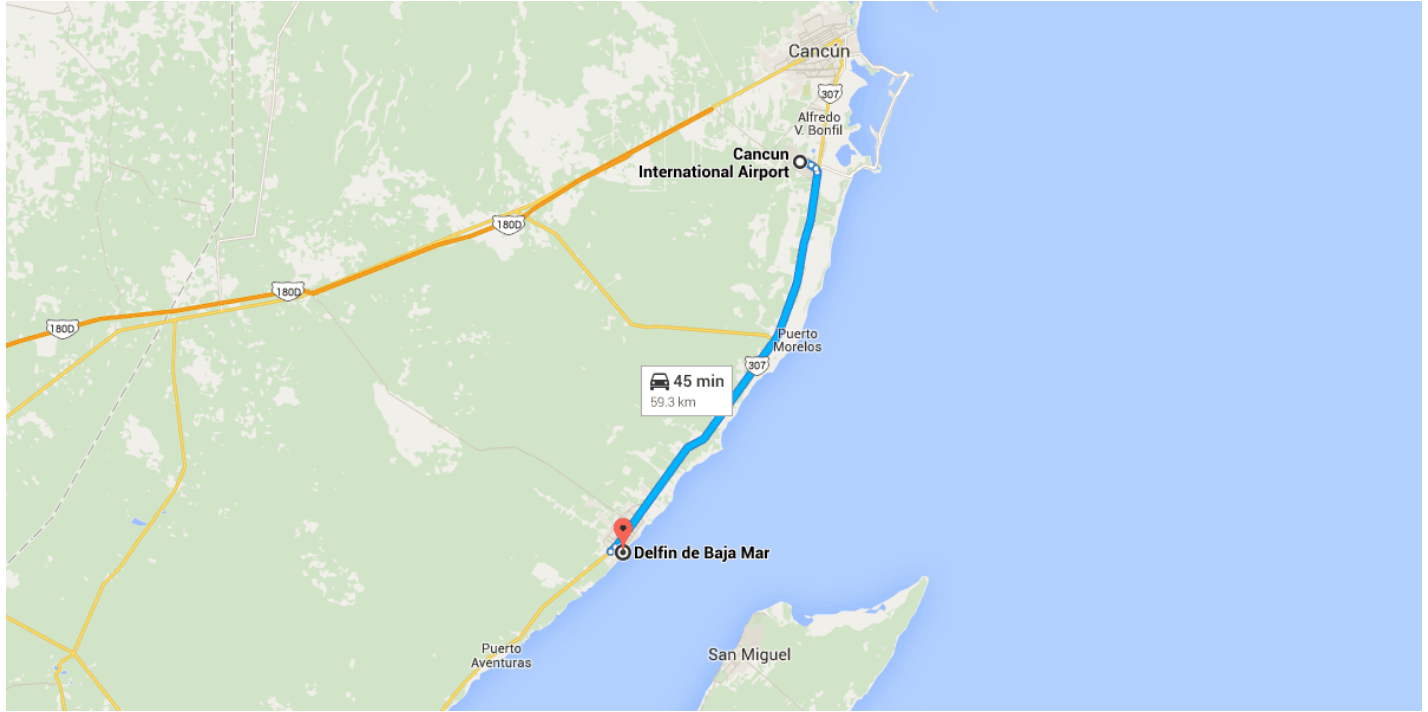 Cancún
307
Alfredo
V. Bonfil
Cancun
International Airport
180D
180D
180D
Puerto
Morelos
307
45 min
59.3 km
Delfin de Baja Mar
Puerto
Aventuras
San Miguel